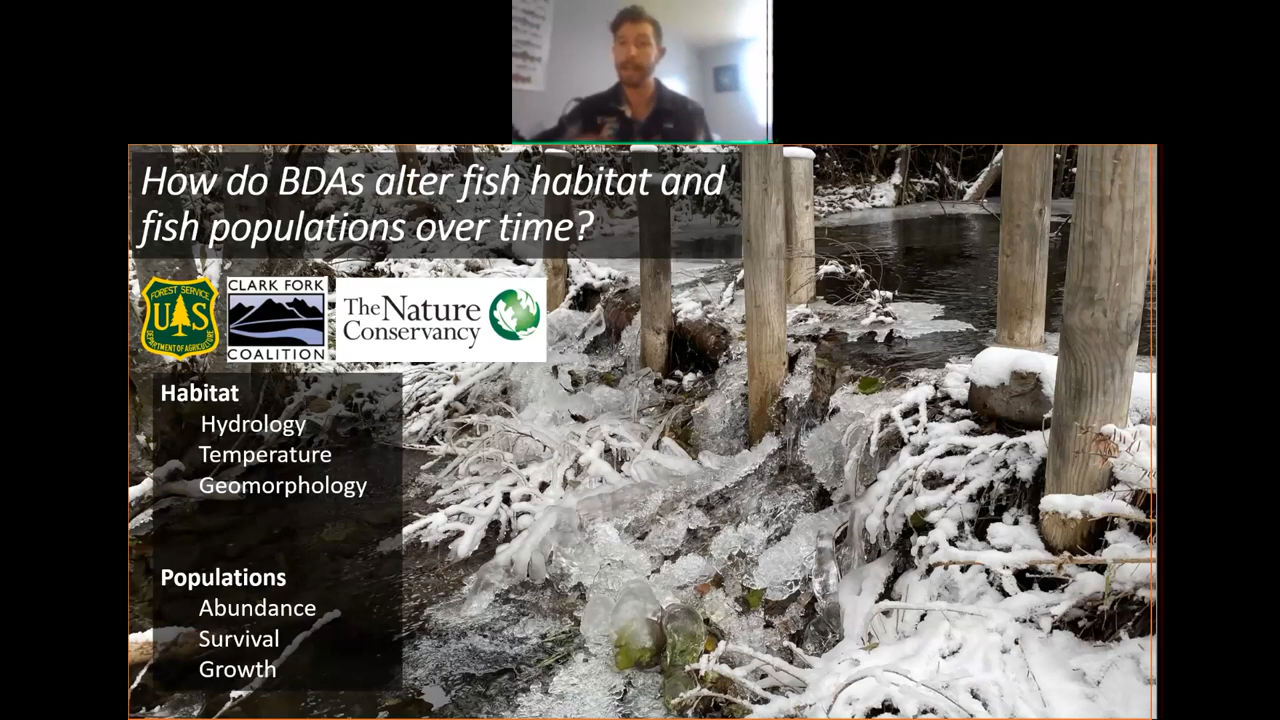 How do BDAs alter fish habitat and
fish populations over time?
FOREST SERVICE
US
DEPARTMENT OF AGRICULTURE
CLARK FORK
COALITION
The Nature
Conservancy
Habitat
Hydrology
Temperature
Geomorphology
Populations
Abundance
Survival
Growth